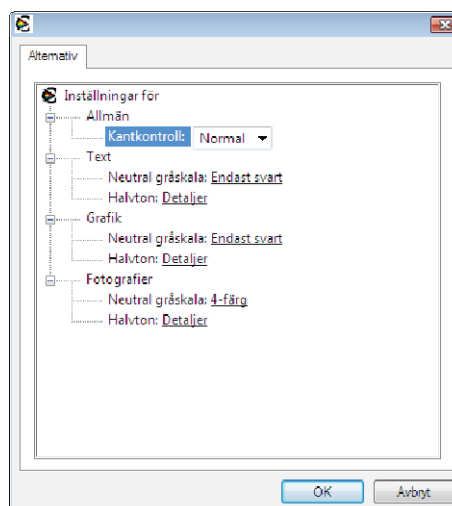 Alternativ
Inställningar för
Allmän
Kantkontroll: Normal
Text
Neutral gråskala: Endast svart
Halvton: Detaljer
Grafik
Neutral gråskala: Endast svart
Halvton: Detaljer
Fotografier
Neutral gråskala: 4-färg
Halvton: Detaljer
OK Avbryt